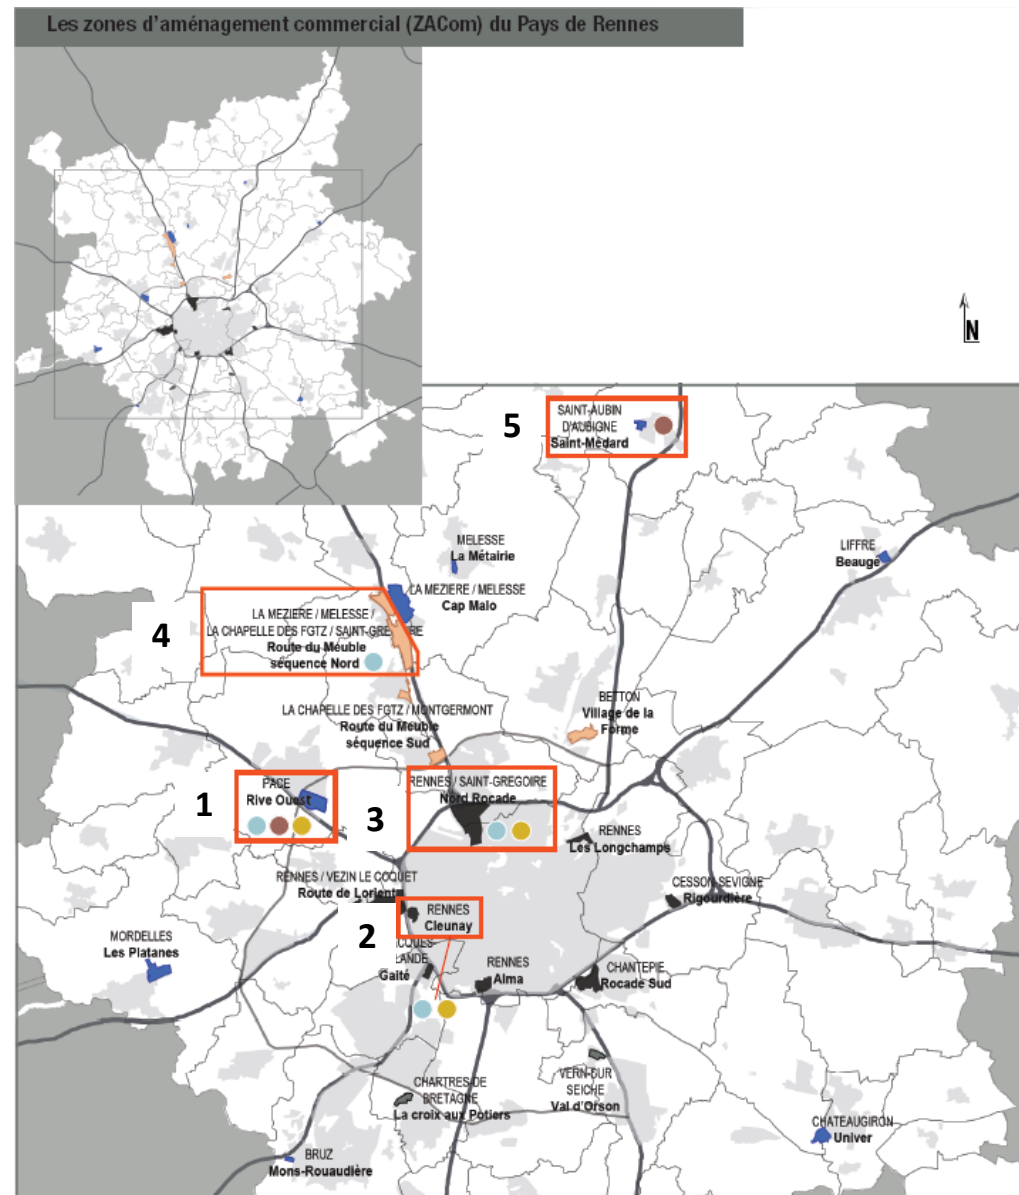 Les zones d'aménagement commercial (ZACom) du Pays de Rennes
N
5
SAINT-AUBIN
D'AUBIGNE
Saint-Médard
MELESSE
La Métairie
LIFFRE
Beaugé
LA MEZIERE / MELESSE
Cap Malo
4
LA MEZIERE / MELESSE /
LA CHAPELLE DES FGTZ / SAINT-GREGOIRE
Route du Meuble
séquence Nord
LA CHAPELLE DES FGTZ / MONTGERMONT
Route du Meuble
séquence Sud
BETTON
Village de la
Forme
1
PACE
Rive Ouest
3
RENNES / SAINT-GREGOIRE
Nord Rocade
RENNES
Les Longchamps
RENNES / VEZIN LE COQUET
Route de Lorient
CESSON-SEVIGNE
Rigourdière
2
RENNES
Cleunay
MORDELLES
Les Platanes
CQUES
LANDE
Gaité
RENNES
Alma
CHANTEPIE
Rocade Sud
CHARTRES DE
BRETAGNE
La croix aux Potiers
VERN-SUR
SEICHE
Val d'Orson
CHATEAUGIRON
Univer
BRUZ
Mons-Rouaudière